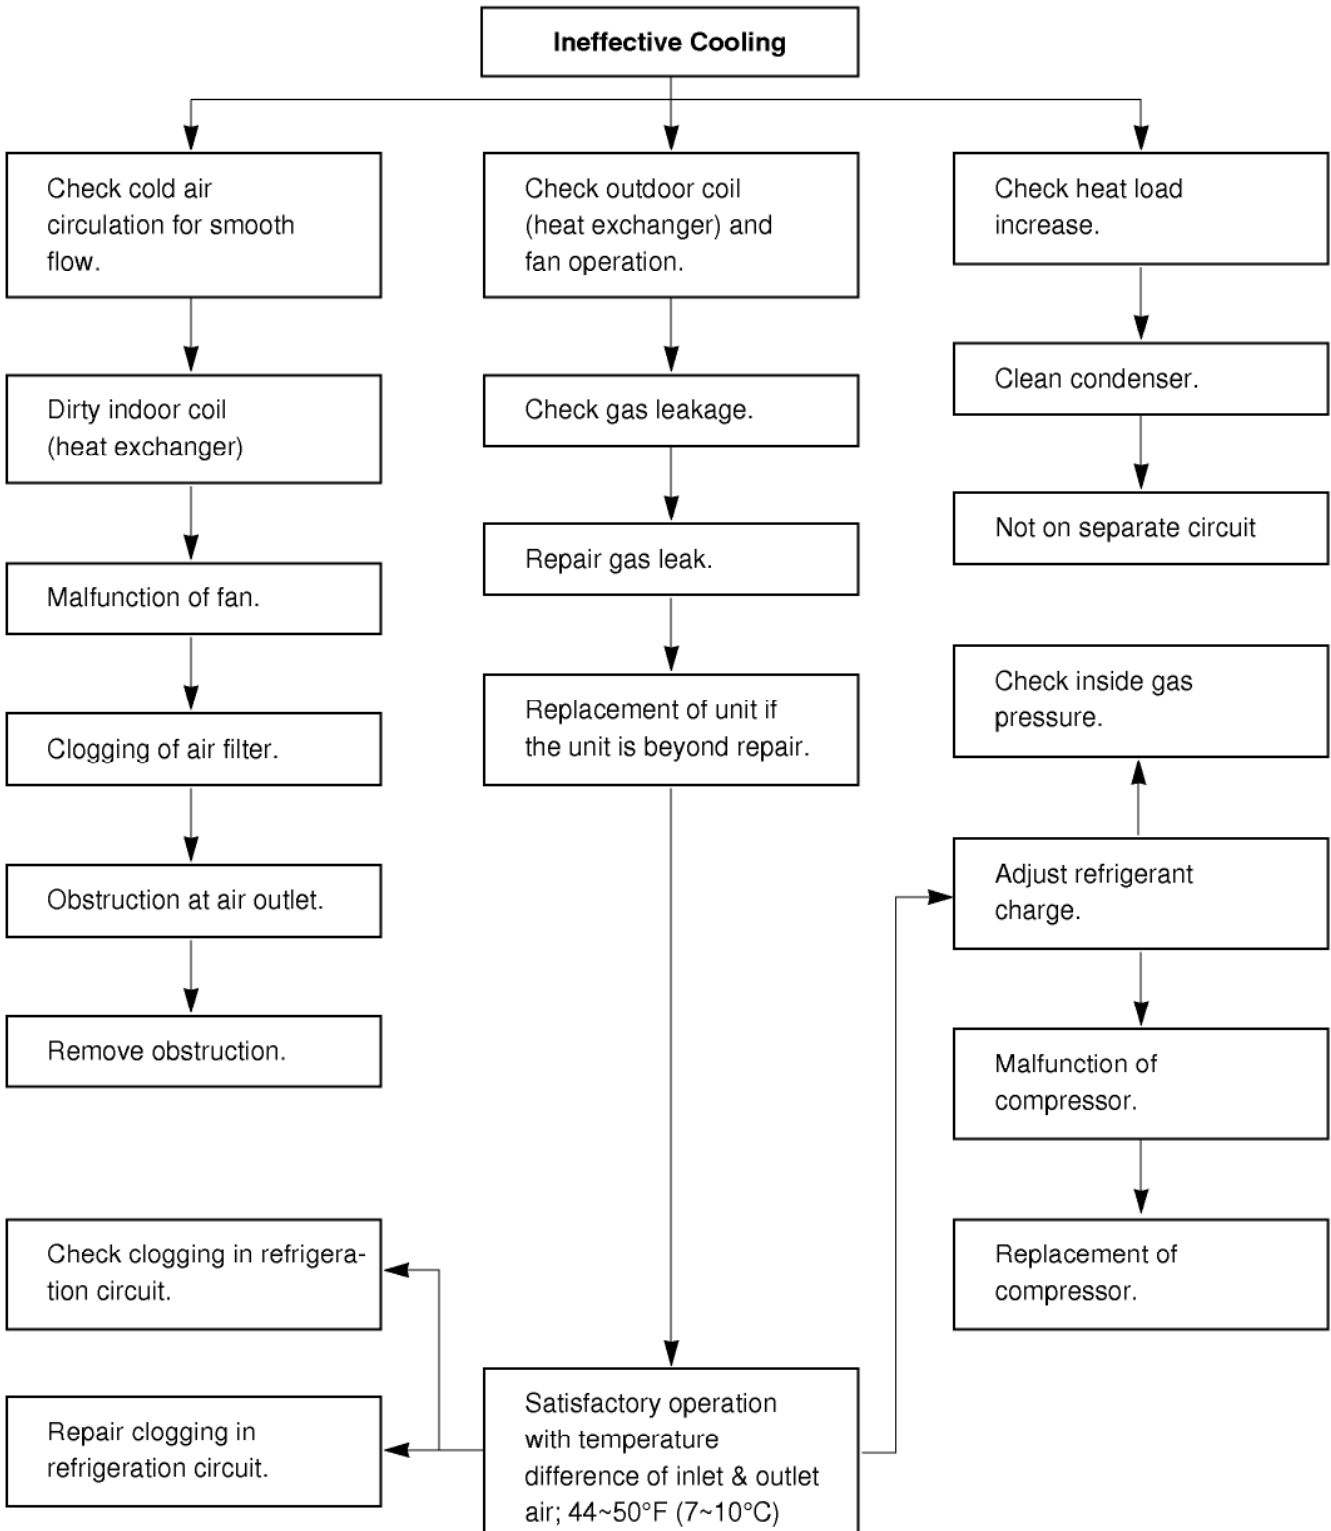 Ineffective Cooling
Check cold air
circulation for smooth
flow.
Dirty indoor coil
(heat exchanger)
Malfunction of fan.
Clogging of air filter.
Obstruction at air outlet.
Remove obstruction.
Check clogging in refrigera-
tion circuit.
Repair clogging in
refrigeration circuit.
Check outdoor coil
(heat exchanger) and
fan operation.
Check gas leakage.
Repair gas leak.
Replacement of unit if
the unit is beyond repair.
Satisfactory operation
with temperature
difference of inlet & outlet
air; 44~50°F (7~10°C)
Check heat load
increase.
Clean condenser.
Not on separate circuit
Check inside gas
pressure.
Adjust refrigerant
charge.
Malfunction of
compressor.
Replacement of
compressor.